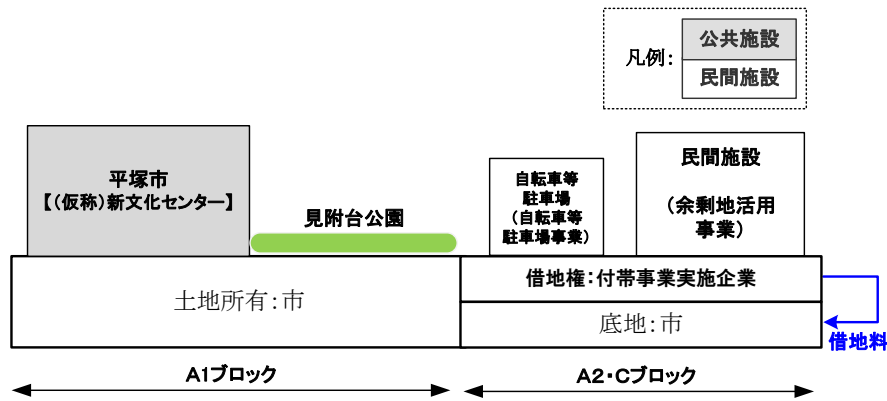 凡例：
公共施設
民間施設
平塚市
【(仮称)新文化センター】
見附台公園
自転車等
駐車場
(自転車等
駐車場事業)
民間施設
(余剰地活用
事業)
土地所有：市
借地権：付帯事業実施企業
底地：市
借地料
A1ブロック
A2・Cブロック